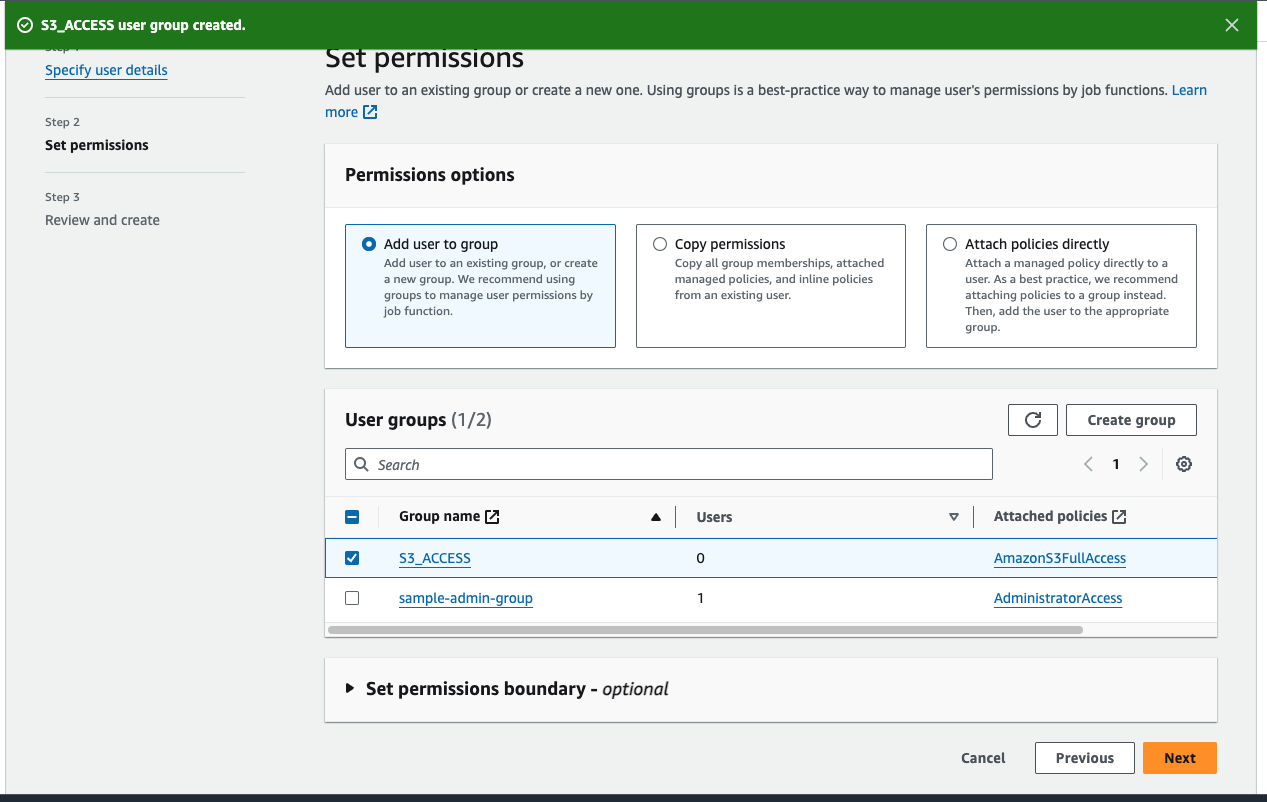 S3_ACCESS user group created.
Step 1
Specify user details
Step 2
Set permissions
Step 3
Review and create
Set permissions
Add user to an existing group or create a new one. Using groups is a best-practice way to manage user's permissions by job functions. Learn
more
Permissions options
Add user to group
Add user to an existing group, or create
a new group. We recommend using
groups to manage user permissions by
job function.
Copy permissions
Copy all group memberships, attached
managed policies, and inline policies
from an existing user.
Attach policies directly
Attach a managed policy directly to a
user. As a best practice, we recommend
attaching policies to a group instead.
Then, add the user to the appropriate
group.
User groups (1/2)
Create group
Search
1
Group name Users Attached policies
S3_ACCESS 0 AmazonS3FullAccess
sample-admin-group 1 AdministratorAccess
Set permissions boundary - optional
Cancel Previous Next